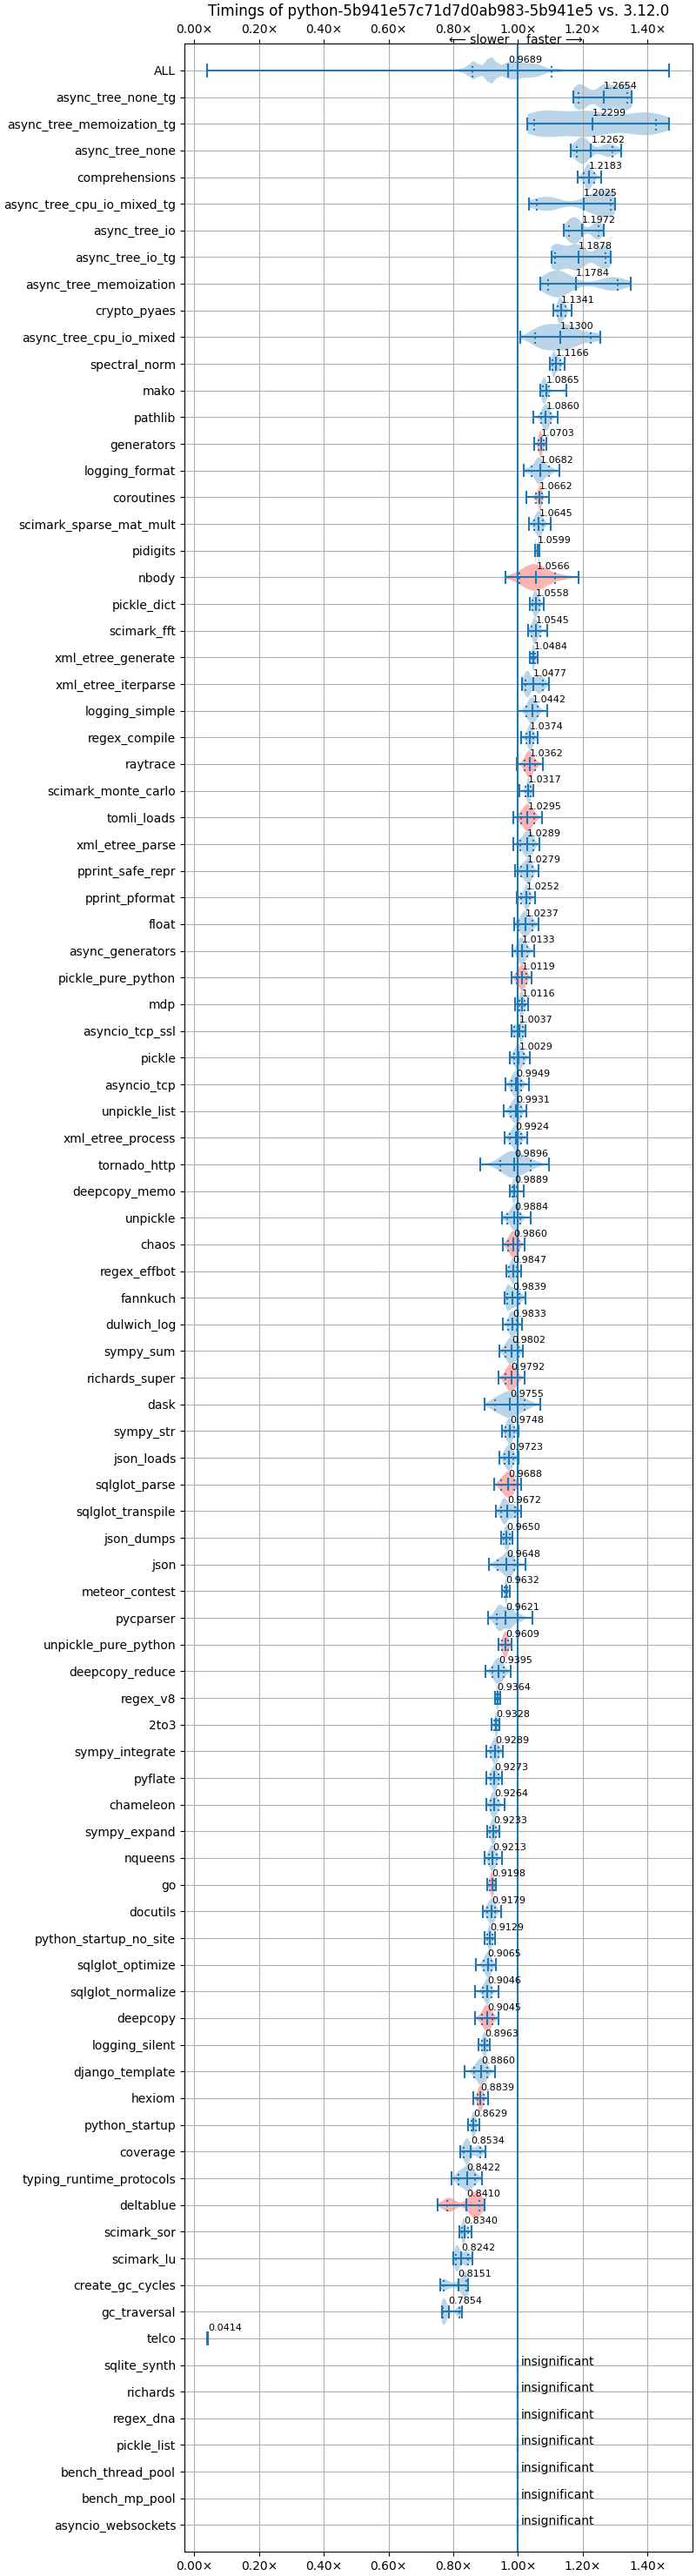 Timings of python-5b941e57c71d7d0ab983-5b941e5 vs. 3.12.0
0.00× 0.20× 0.40× 0.60× 0.80× 1.00× 1.20× 1.40×
⟵ slower faster ⟶
ALL 0.9689
async_tree_none_tg 1.2654
async_tree_memoization_tg 1.2299
async_tree_none 1.2262
comprehensions 1.2183
async_tree_cpu_io_mixed_tg 1.2025
async_tree_io 1.1972
async_tree_io_tg 1.1878
async_tree_memoization 1.1784
crypto_pyaes 1.1341
async_tree_cpu_io_mixed 1.1300
spectral_norm 1.1166
mako 1.0865
pathlib 1.0860
generators 1.0703
logging_format 1.0682
coroutines 1.0662
scimark_sparse_mat_mult 1.0645
pidigits 1.0599
nbody 1.0566
pickle_dict 1.0558
scimark_fft 1.0545
xml_etree_generate 1.0484
xml_etree_iterparse 1.0477
logging_simple 1.0442
regex_compile 1.0374
raytrace 1.0362
scimark_monte_carlo 1.0317
tomli_loads 1.0295
xml_etree_parse 1.0289
pprint_safe_repr 1.0279
pprint_pformat 1.0252
float 1.0237
async_generators 1.0133
pickle_pure_python 1.0119
mdp 1.0116
asyncio_tcp_ssl 1.0037
pickle 1.0029
asyncio_tcp 0.9949
unpickle_list 0.9931
xml_etree_process 0.9924
tornado_http 0.9896
deepcopy_memo 0.9889
unpickle 0.9884
chaos 0.9860
regex_effbot 0.9847
fannkuch 0.9839
dulwich_log 0.9833
sympy_sum 0.9802
richards_super 0.9792
dask 0.9755
sympy_str 0.9748
json_loads 0.9723
sqlglot_parse 0.9688
sqlglot_transpile 0.9672
json_dumps 0.9650
json 0.9648
meteor_contest 0.9632
pycparser 0.9621
unpickle_pure_python 0.9609
deepcopy_reduce 0.9395
regex_v8 0.9364
2to3 0.9328
sympy_integrate 0.9289
pyflate 0.9273
chameleon 0.9264
sympy_expand 0.9233
nqueens 0.9213
go 0.9198
docutils 0.9179
python_startup_no_site 0.9129
sqlglot_optimize 0.9065
sqlglot_normalize 0.9046
deepcopy 0.9045
logging_silent 0.8963
django_template 0.8860
hexiom 0.8839
python_startup 0.8629
coverage 0.8534
typing_runtime_protocols 0.8422
deltablue 0.8410
scimark_sor 0.8340
scimark_lu 0.8242
create_gc_cycles 0.8151
gc_traversal 0.7854
telco 0.0414
sqlite_synth insignificant
richards insignificant
regex_dna insignificant
pickle_list insignificant
bench_thread_pool insignificant
bench_mp_pool insignificant
asyncio_websockets insignificant
0.00× 0.20× 0.40× 0.60× 0.80× 1.00× 1.20× 1.40×